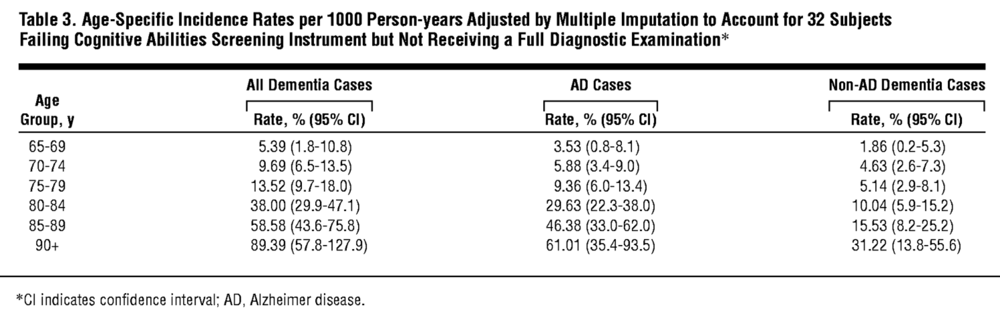 Table 3. Age-Specific Incidence Rates per 1000 Person-years Adjusted by Multiple Imputation to Account for 32 Subjects
Failing Cognitive Abilities Screening Instrument but Not Receiving a Full Diagnostic Examination*
All Dementia Cases AD Cases Non-AD Dementia Cases
Age
Group, y Rate, % (95% CI) Rate, % (95% CI) Rate, % (95% CI)
65-69 5.39 (1.8-10.8) 3.53 (0.8-8.1) 1.86 (0.2-5.3)
70-74 9.69 (6.5-13.5) 5.88 (3.4-9.0) 4.63 (2.6-7.3)
75-79 13.52 (9.7-18.0) 9.36 (6.0-13.4) 5.14 (2.9-8.1)
80-84 38.00 (29.9-47.1) 29.63 (22.3-38.0) 10.04 (5.9-15.2)
85-89 58.58 (43.6-75.8) 46.38 (33.0-62.0) 15.53 (8.2-25.2)
90+ 89.39 (57.8-127.9) 61.01 (35.4-93.5) 31.22 (13.8-55.6)
*CI indicates confidence interval; AD, Alzheimer disease.